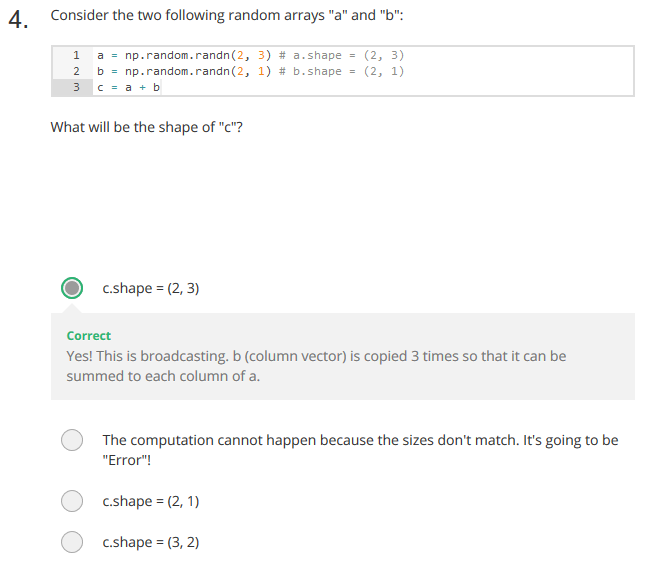 4. Consider the two following random arrays "a" and "b":
1 a = np.random.randn(2, 3) # a.shape = (2, 3)
2 b = np.random.randn(2, 1) # b.shape = (2, 1)
3 c = a + b
What will be the shape of "c"?
c.shape = (2, 3)
Correct
Yes! This is broadcasting. b (column vector) is copied 3 times so that it can be
summed to each column of a.
The computation cannot happen because the sizes don't match. It's going to be
"Error"!
c.shape = (2, 1)
c.shape = (3, 2)